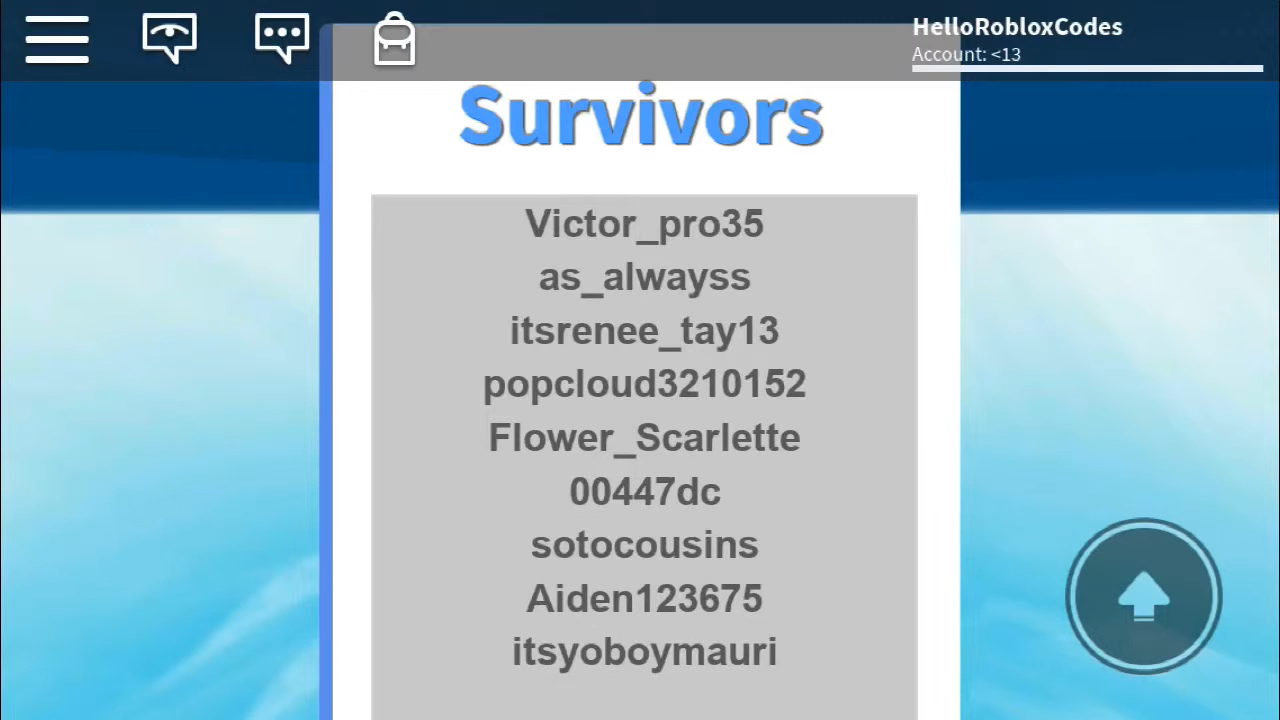 HelloRobloxCodes
Account: <13
Survivors
Victor_pro35
as_alwayss
itsrenee_tay13
popcloud3210152
Flower_Scarlette
00447dc
sotocousins
Aiden123675
itsyoboymauri